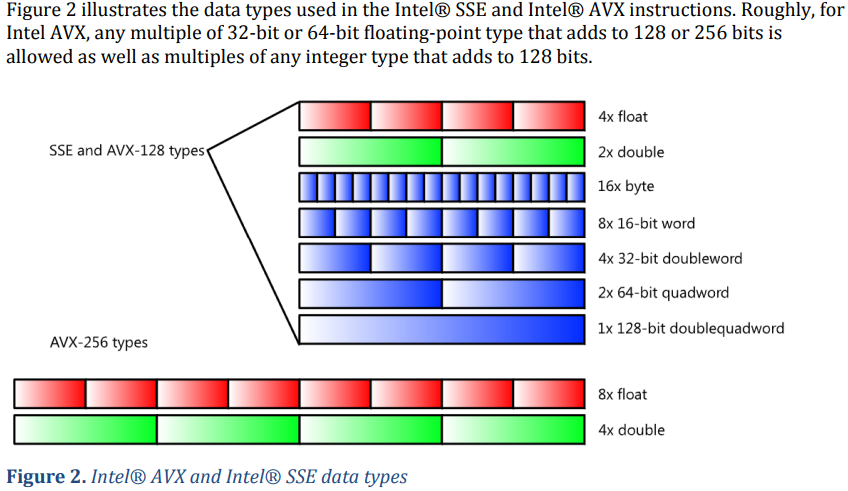 Figure 2 illustrates the data types used in the Intel® SSE and Intel® AVX instructions. Roughly, for
Intel AVX, any multiple of 32-bit or 64-bit floating-point type that adds to 128 or 256 bits is
allowed as well as multiples of any integer type that adds to 128 bits.
4x float
SSE and AVX-128 types
2x double
16x byte
8x 16-bit word
4x 32-bit doubleword
2x 64-bit quadword
1x 128-bit doublequadword
AVX-256 types
8x float
4x double
Figure 2. Intel® AVX and Intel® SSE data types